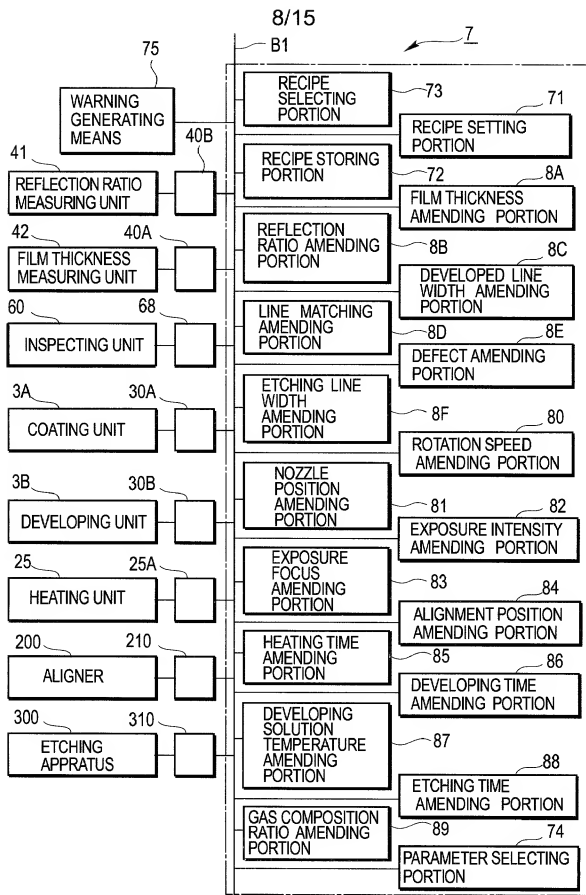 8/15
B1
7
75
WARNING
GENERATING
MEANS
41
40B
REFLECTION RATIO
MEASURING UNIT
42
40A
FILM THICKNESS
MEASURING UNIT
60
68
INSPECTING UNIT
3A
30A
COATING UNIT
3B
30B
DEVELOPING UNIT
25
25A
HEATING UNIT
200
210
ALIGNER
300
310
ETCHING
APPRATUS
RECIPE
SELECTING
PORTION
73
71
RECIPE SETTING
PORTION
RECIPE STORING
PORTION
72
8A
FILM THICKNESS
AMENDING PORTION
REFLECTION
RATIO AMENDING
PORTION
8B
8C
DEVELOPED LINE
WIDTH AMENDING
PORTION
LINE MATCHING
AMENDING
PORTION
8D
8E
DEFECT AMENDING
PORTION
ETCHING LINE
WIDTH
AMENDING
PORTION
8F
80
ROTATION SPEED
AMENDING PORTION
NOZZLE
POSITION
AMENDING
PORTION
81
82
EXPOSURE INTENSITY
AMENDING PORTION
EXPOSURE
FOCUS
AMENDING
PORTION
83
84
ALIGNMENT POSITION
AMENDING PORTION
HEATING TIME
AMENDING
PORTION
85
86
DEVELOPING TIME
AMENDING PORTION
DEVELOPING
SOLUTION
TEMPERATURE
AMENDING
PORTION
87
88
ETCHING TIME
AMENDING PORTION
GAS COMPOSITION
RATIO AMENDING
PORTION
89
74
PARAMETER SELECTING
PORTION